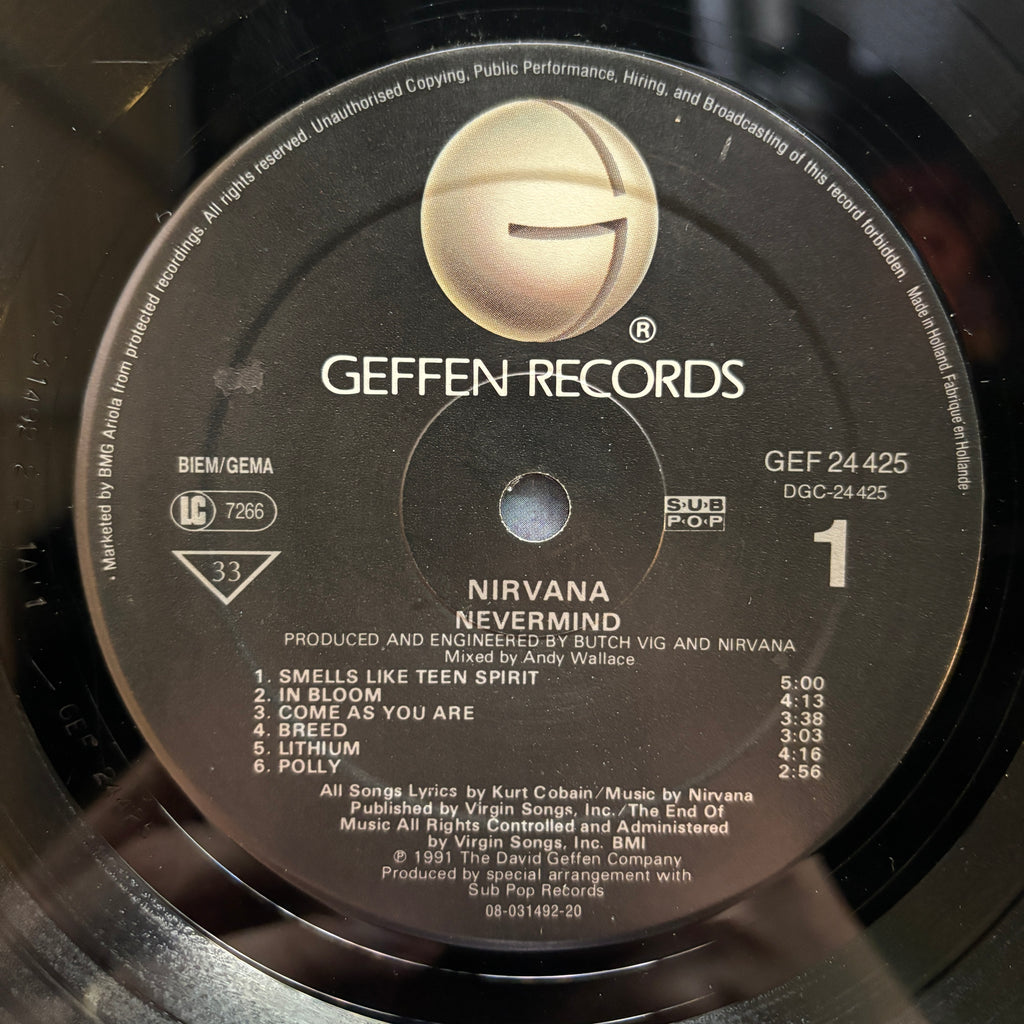 · Marketed by BMG Ariola from protected recordings. All rights reserved. Unauthorised Copying, Public Performance, Hiring, and Broadcasting of this record forbidden. Made in Holland. Fabriqué en Hollande.
G
®
GEFFEN RECORDS
BIEM/GEMA
LC 7266
33
GEF 24 425
DGC-24 425
SUB
POP
1
NIRVANA
NEVERMIND
PRODUCED AND ENGINEERED BY BUTCH VIG AND NIRVANA
Mixed by Andy Wallace
1. SMELLS LIKE TEEN SPIRIT 5:00
2. IN BLOOM 4:13
3. COME AS YOU ARE 3:38
4. BREED 3:03
5. LITHIUM 4:16
6. POLLY 2:56
All Songs Lyrics by Kurt Cobain/Music by Nirvana
Published by Virgin Songs, Inc./The End Of
Music All Rights Controlled and Administered
by Virgin Songs, Inc. BMI
℗ 1991 The David Geffen Company
Produced by special arrangement with
Sub Pop Records
08-031492-20